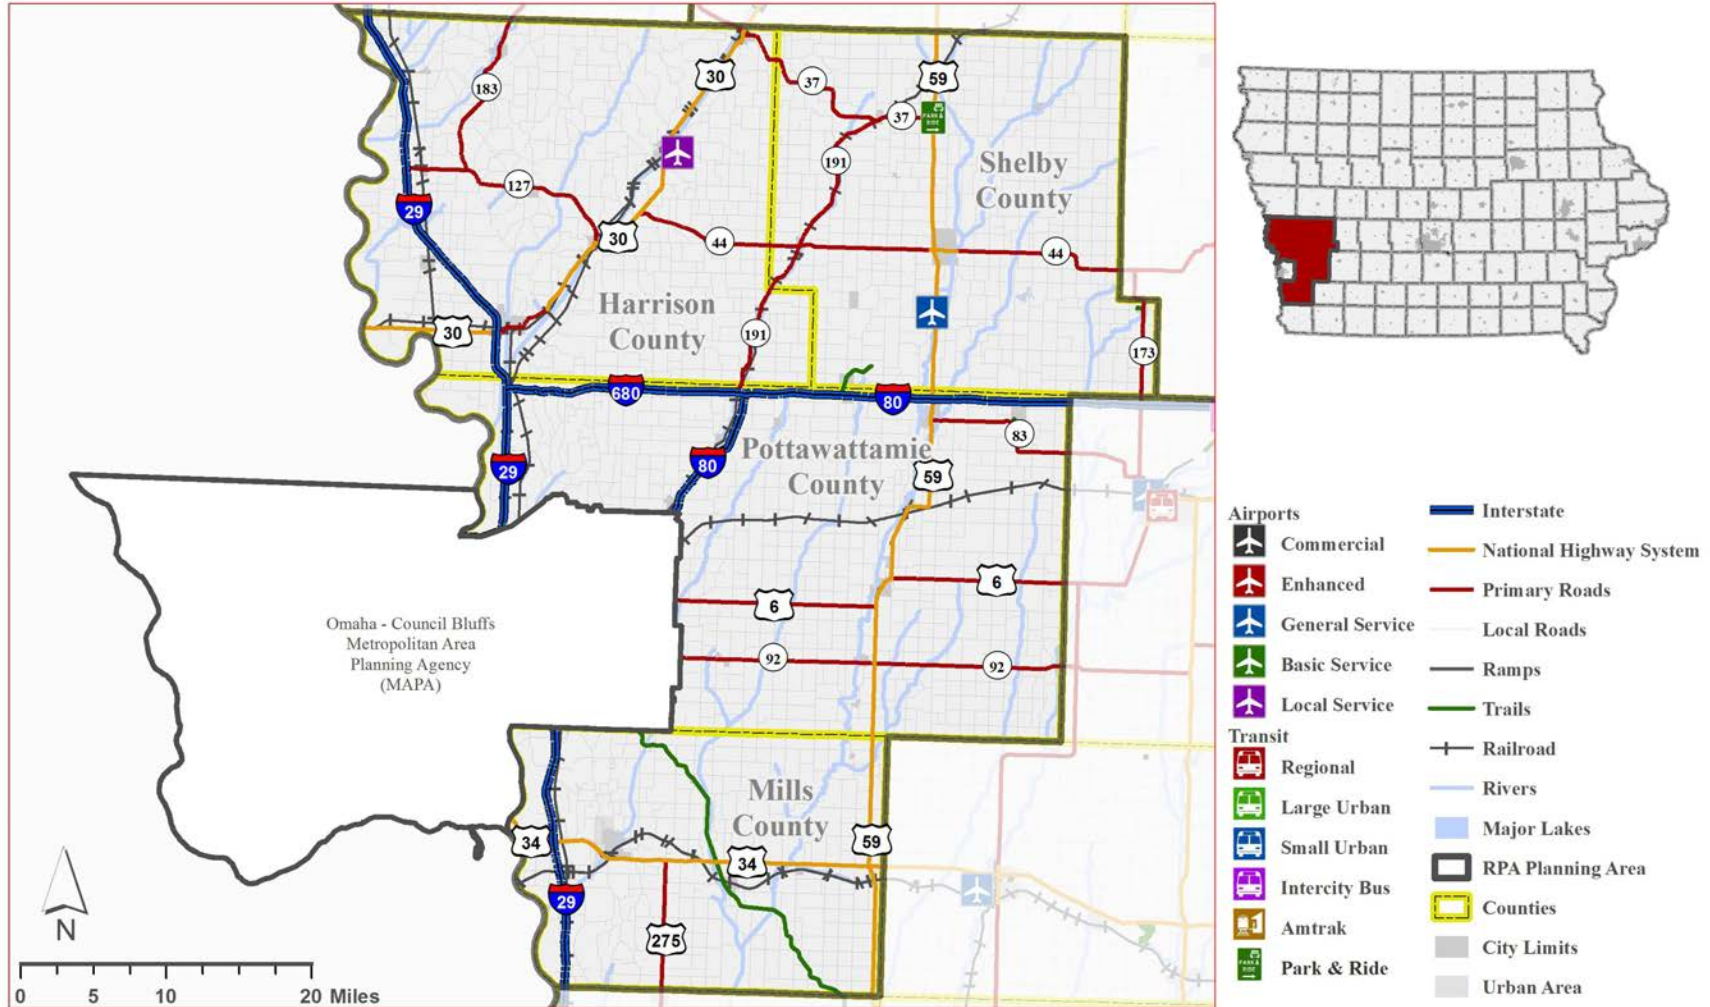 30
59
183
37
37
191
Shelby
County
127
29
30
44
44
Harrison
County
30
191
173
680
80
83
29
80
Pottawattamie
County
59
6
6
Omaha - Council Bluffs
Metropolitan Area
Planning Agency
(MAPA)
92
92
Mills
County
34
34
59
29
275
N
0 5 10 20 Miles
Airports
Commercial
Enhanced
General Service
Basic Service
Local Service
Transit
Regional
Large Urban
Small Urban
Intercity Bus
Amtrak
PARK &
RIDE
Park & Ride
Interstate
National Highway System
Primary Roads
Local Roads
Ramps
Trails
Railroad
Rivers
Major Lakes
RPA Planning Area
Counties
City Limits
Urban Area
PARK &
RIDE